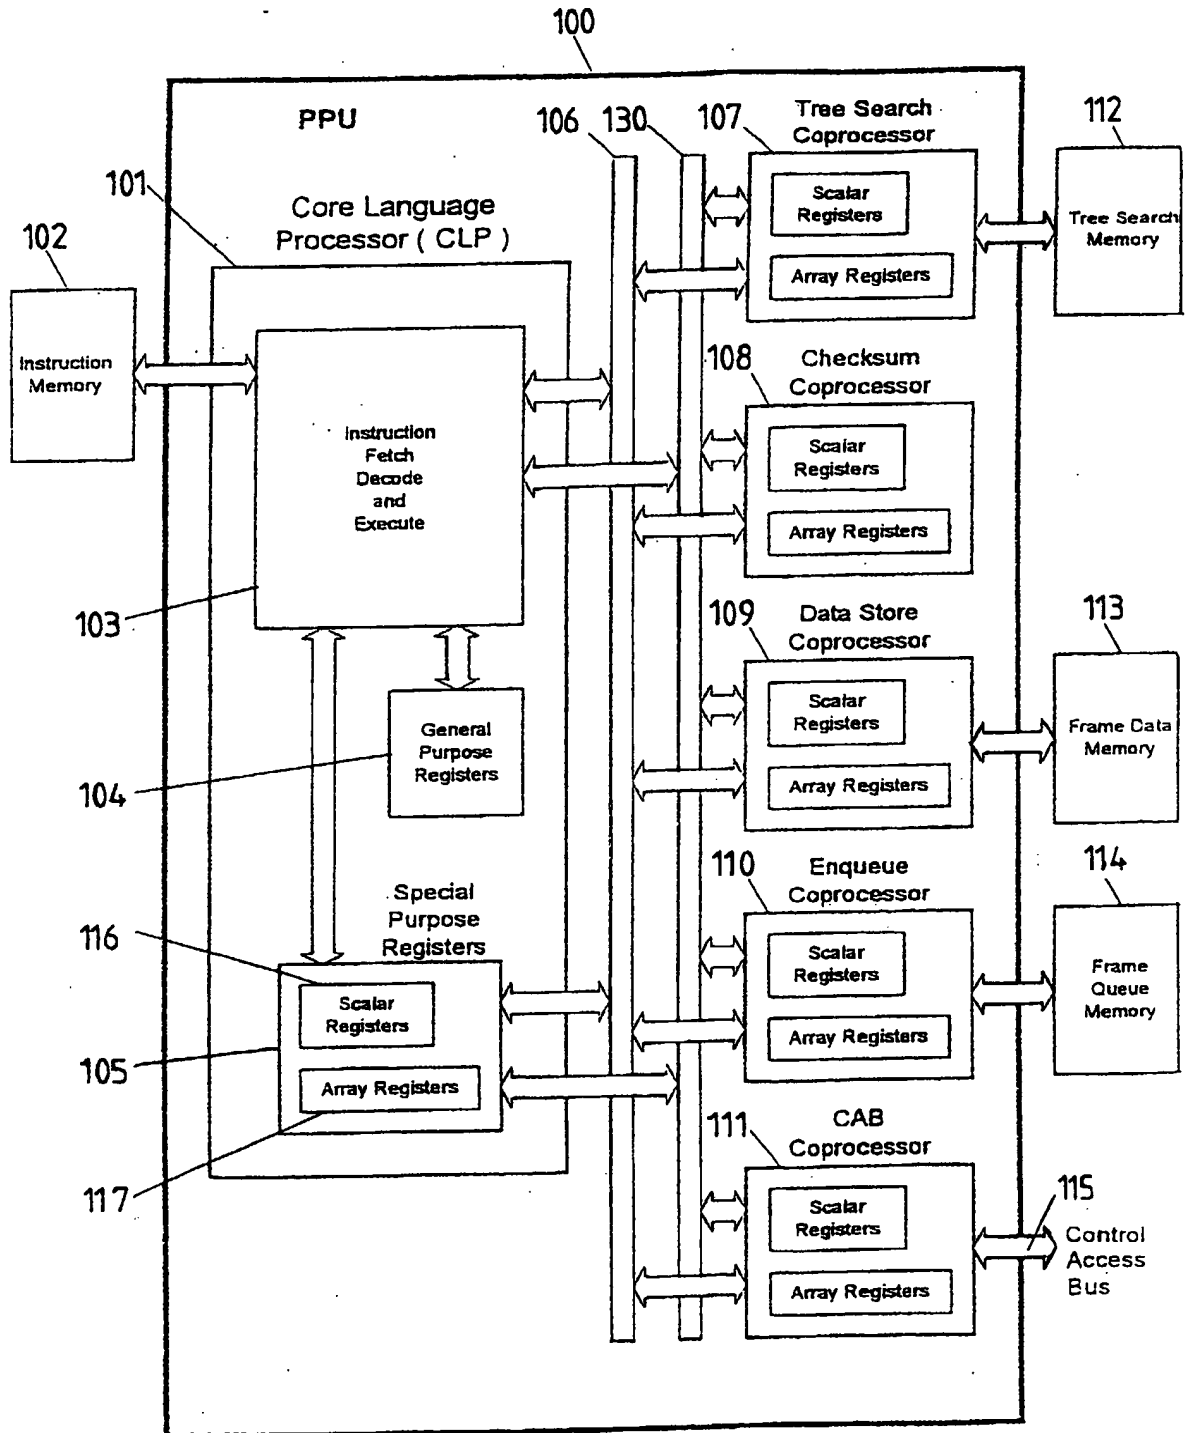 100
PPU
106
130
107
Tree Search
Coprocessor
112
101
Core Language
Processor ( CLP )
Scalar
Registers
Array Registers
Tree Search
Memory
102
Instruction
Memory
108
Checksum
Coprocessor
Instruction
Fetch
Decode
and
Execute
Scalar
Registers
Array Registers
103
109
Data Store
Coprocessor
113
General
Purpose
Registers
104
Scalar
Registers
Array Registers
Frame Data
Memory
110
Enqueue
Coprocessor
114
Special
Purpose
Registers
116
Scalar
Registers
Array Registers
Frame
Queue
Memory
Scalar
Registers
105
Array Registers
117
111
CAB
Coprocessor
Scalar
Registers
Array Registers
115
Control
Access
Bus